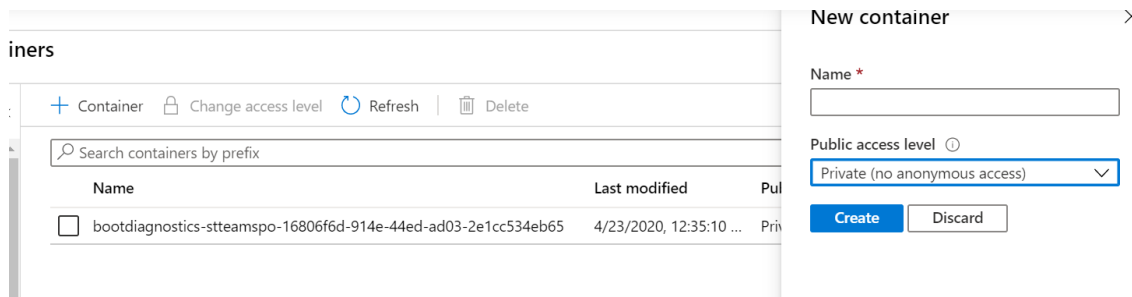 New container
iners
Name *
Container Change access level Refresh Delete
Public access level
Search containers by prefix
Private (no anonymous access)
Name Last modified
Create Discard
bootdiagnostics-stteamspo-16806f6d-914e-44ed-ad03-2e1cc534eb65 4/23/2020, 12:35:10 ...